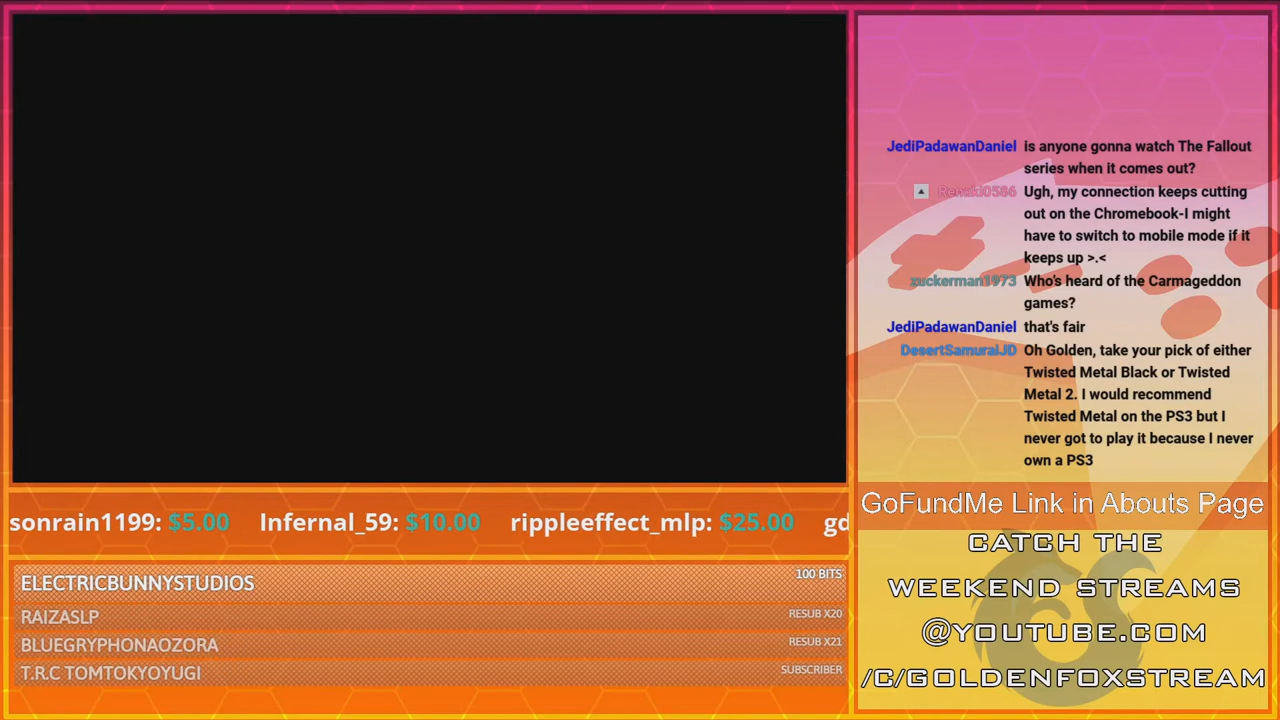 JediPadawanDaniel is anyone gonna watch The Fallout
series when it comes out?
Ugh, my connection keeps cutting
out on the Chromebook-I might
have to switch to mobile mode if it
keeps up >.<
zuckerman1973 Who's heard of the Carmageddon
games?
JediPadawanDaniel that's fair
DesertSamuraiJD Oh Golden, take your pick of either
Twisted Metal Black or Twisted
Metal 2. I would recommend
Twisted Metal on the PS3 but I
never got to play it because I never
own a PS3
GoFundMe Link in Abouts Page
CATCH THE
WEEKEND STREAMS
@YOUTUBE.COM
/C/GOLDENFOXSTREAM
sonrain1199: $5.00 Infernal_59: $10.00 rippleeffect_mlp: $25.00 gd
ELECTRICBUNNYSTUDIOS 100 BITS
RAIZASLP RESUB X20
BLUEGRYPHONAOZORA RESUB X21
T.R.C TOMTOKYOYUGI SUBSCRIBER